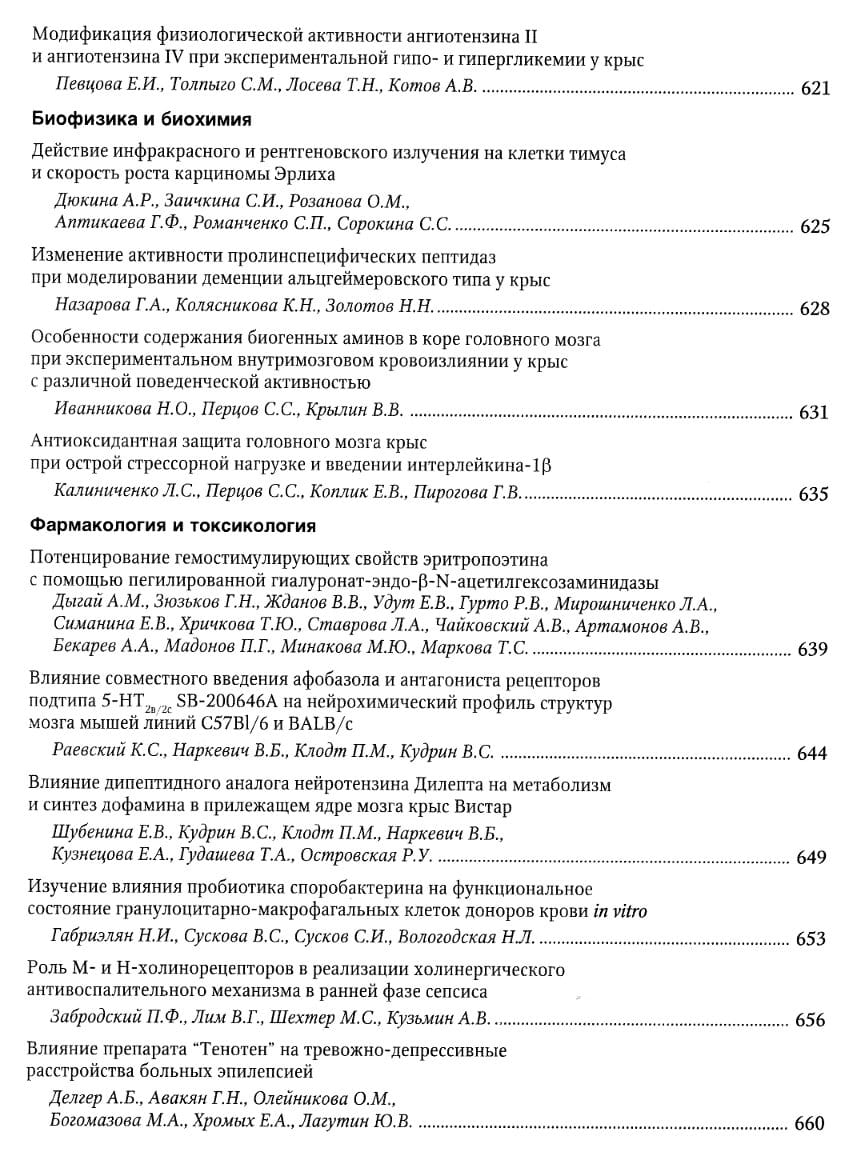 Модификация физиологической активности ангиотензина II
и ангиотензина IV при экспериментальной гипо- и гипергликемии у крыс
Певцова Е.И., Толпыго С.М., Лосева Т.Н., Котов А.В. ........ 621
Биофизика и биохимия
Действие инфракрасного и рентгеновского излучения на клетки тимуса
и скорость роста карциномы Эрлиха
Дюкина А.Р., Заичкина С.И., Розанова О.М.,
Аптикаева Г.Ф., Романченко С.П., Сорокина С.С. ........ 625
Изменение активности пролинспецифических пептидаз
при моделировании деменции альцгеймеровского типа у крыс
Назарова Г.А., Колясникова К.Н., Золотов Н.Н. ........ 628
Особенности содержания биогенных аминов в коре головного мозга
при экспериментальном внутримозговом кровоизлиянии у крыс
с различной поведенческой активностью
Иванникова Н.О., Перцов С.С., Крылин В.В. ........ 631
Антиоксидантная защита головного мозга крыс
при острой стрессорной нагрузке и введении интерлейкина-1β
Калиниченко Л.С., Перцов С.С., Коплик Е.В., Пирогова Г.В. ........ 635
Фармакология и токсикология
Потенцирование гемостимулирующих свойств эритропоэтина
с помощью пегилированной гиалуронат-эндо-β-N-ацетилгексозаминидазы
Дыгай А.М., Зюзьков Г.Н., Жданов В.В., Удут Е.В., Гурто Р.В., Мирошниченко Л.А.,
Симанина Е.В., Хричкова Т.Ю., Ставрова Л.А., Чайковский А.В., Артамонов А.В.,
Бекарев А.А., Мадонов П.Г., Минакова М.Ю., Маркова Т.С. ........ 639
Влияние совместного введения афобазола и антагониста рецепторов
подтипа 5-НТ2в/2с SB-200646A на нейрохимический профиль структур
мозга мышей линий C57Bl/6 и BALB/c
Раевский К.С., Наркевич В.Б., Клодт П.М., Кудрин В.С. ........ 644
Влияние дипептидного аналога нейротензина Дилепта на метаболизм
и синтез дофамина в прилежащем ядре мозга крыс Вистар
Шубенина Е.В., Кудрин В.С., Клодт П.М., Наркевич В.Б.,
Кузнецова Е.А., Гудашева Т.А., Островская Р.У. ........ 649
Изучение влияния пробиотика споробактерина на функциональное
состояние гранулоцитарно-макрофагальных клеток доноров крови in vitro
Габриэлян Н.И., Сускова В.С., Сусков С.И., Вологодская Н.Л. ........ 653
Роль М- и Н-холинорецепторов в реализации холинергического
антивоспалительного механизма в ранней фазе сепсиса
Забродский П.Ф., Лим В.Г., Шехтер М.С., Кузьмин А.В. ........ 656
Влияние препарата “Тенотен” на тревожно-депрессивные
расстройства больных эпилепсией
Делгер А.Б., Авакян Г.Н., Олейникова О.М.,
Богомазова М.А., Хромых Е.А., Лагутин Ю.В. ........ 660